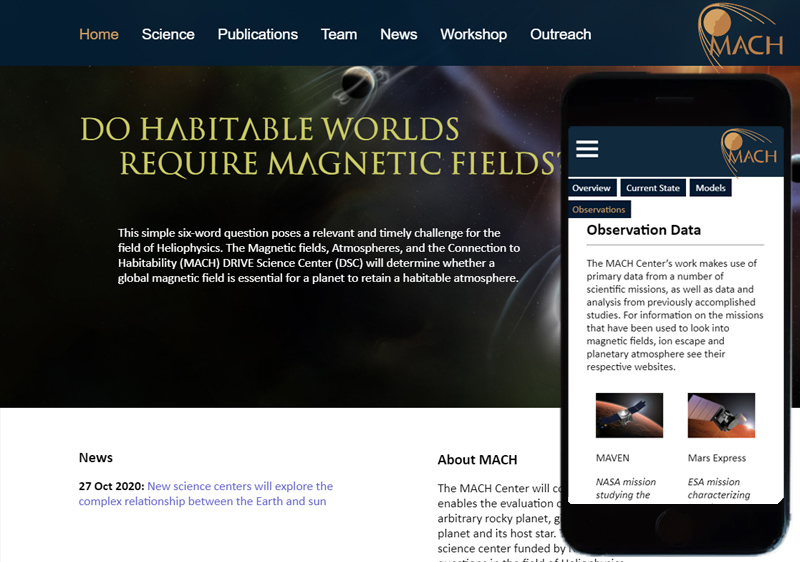 Home Science Publications Team News Workshop Outreach
MACH
DO HABITABLE WORLDS
REQUIRE MAGNETIC FIELDS?
This simple six-word question poses a relevant and timely challenge for the
field of Heliophysics. The Magnetic fields, Atmospheres, and the Connection to
Habitability (MACH) DRIVE Science Center (DSC) will determine whether a
global magnetic field is essential for a planet to retain a habitable atmosphere.
News
27 Oct 2020: New science centers will explore the
complex relationship between the Earth and sun
About MACH
The MACH Center will
enables the evaluation
arbitrary rocky planet,
planet and its host star.
science center funded by
questions in the field of Heliophysics
MACH
Overview Current State Models
Observations
Observation Data
The MACH Center's work makes use of
primary data from a number of
scientific missions, as well as data and
analysis from previously accomplished
studies. For information on the missions
that have been used to look into
magnetic fields, ion escape and
planetary atmosphere see their
respective websites.
MAVEN
NASA mission
studying the
Mars Express
ESA mission
characterizing